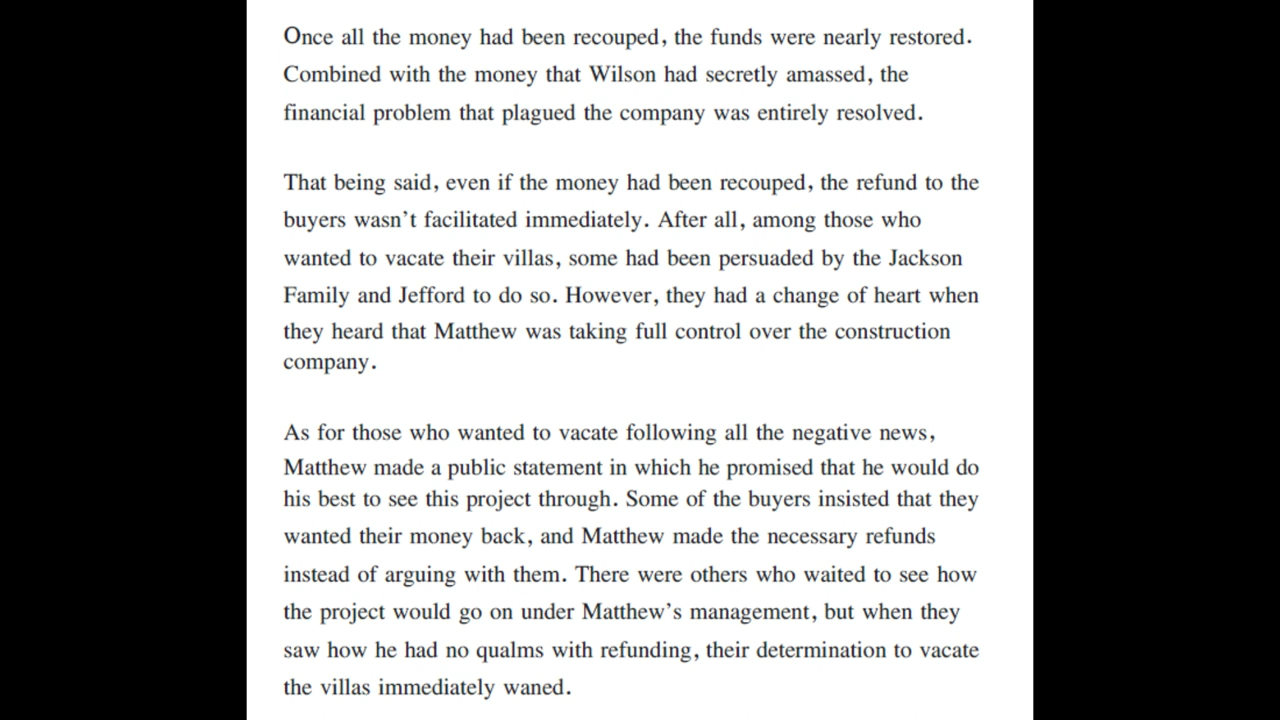 Once all the money had been recouped, the funds were nearly restored.
Combined with the money that Wilson had secretly amassed, the
financial problem that plagued the company was entirely resolved.
That being said, even if the money had been recouped, the refund to the
buyers wasn’t facilitated immediately. After all, among those who
wanted to vacate their villas, some had been persuaded by the Jackson
Family and Jefford to do so. However, they had a change of heart when
they heard that Matthew was taking full control over the construction
company.
As for those who wanted to vacate following all the negative news,
Matthew made a public statement in which he promised that he would do
his best to see this project through. Some of the buyers insisted that they
wanted their money back, and Matthew made the necessary refunds
instead of arguing with them. There were others who waited to see how
the project would go on under Matthew’s management, but when they
saw how he had no qualms with refunding, their determination to vacate
the villas immediately waned.